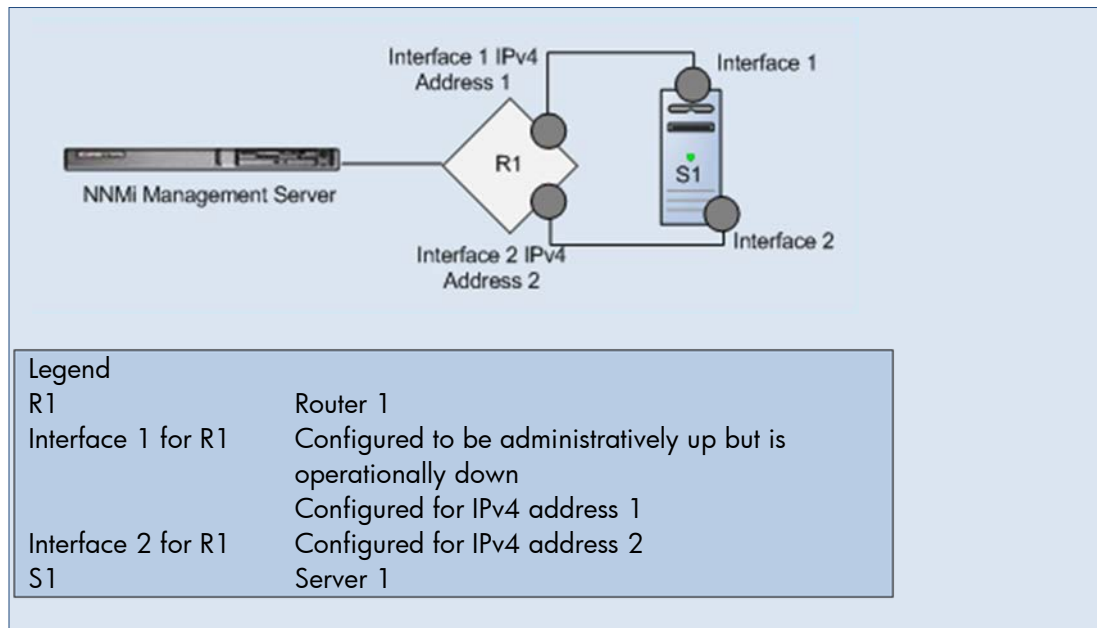 Interface 1 IPv4
Address 1
Interface 1
R1
S1
NNMi Management Server
Interface 2
Interface 2 IPv4
Address 2
Legend
R1 Router 1
Interface 1 for R1 Configured to be administratively up but is
operationally down
Configured for IPv4 address 1
Interface 2 for R1 Configured for IPv4 address 2
S1 Server 1